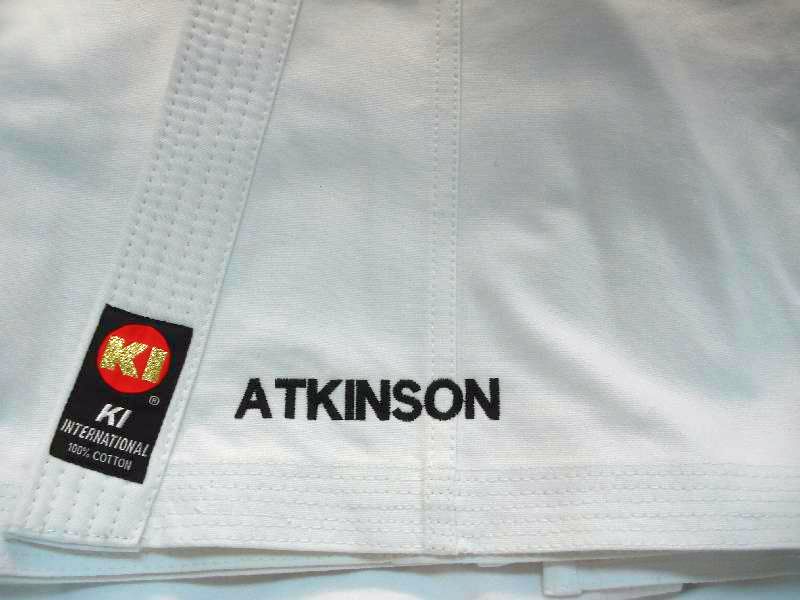 KI
®
KI
INTERNATIONAL
100% COTTON
ATKINSON